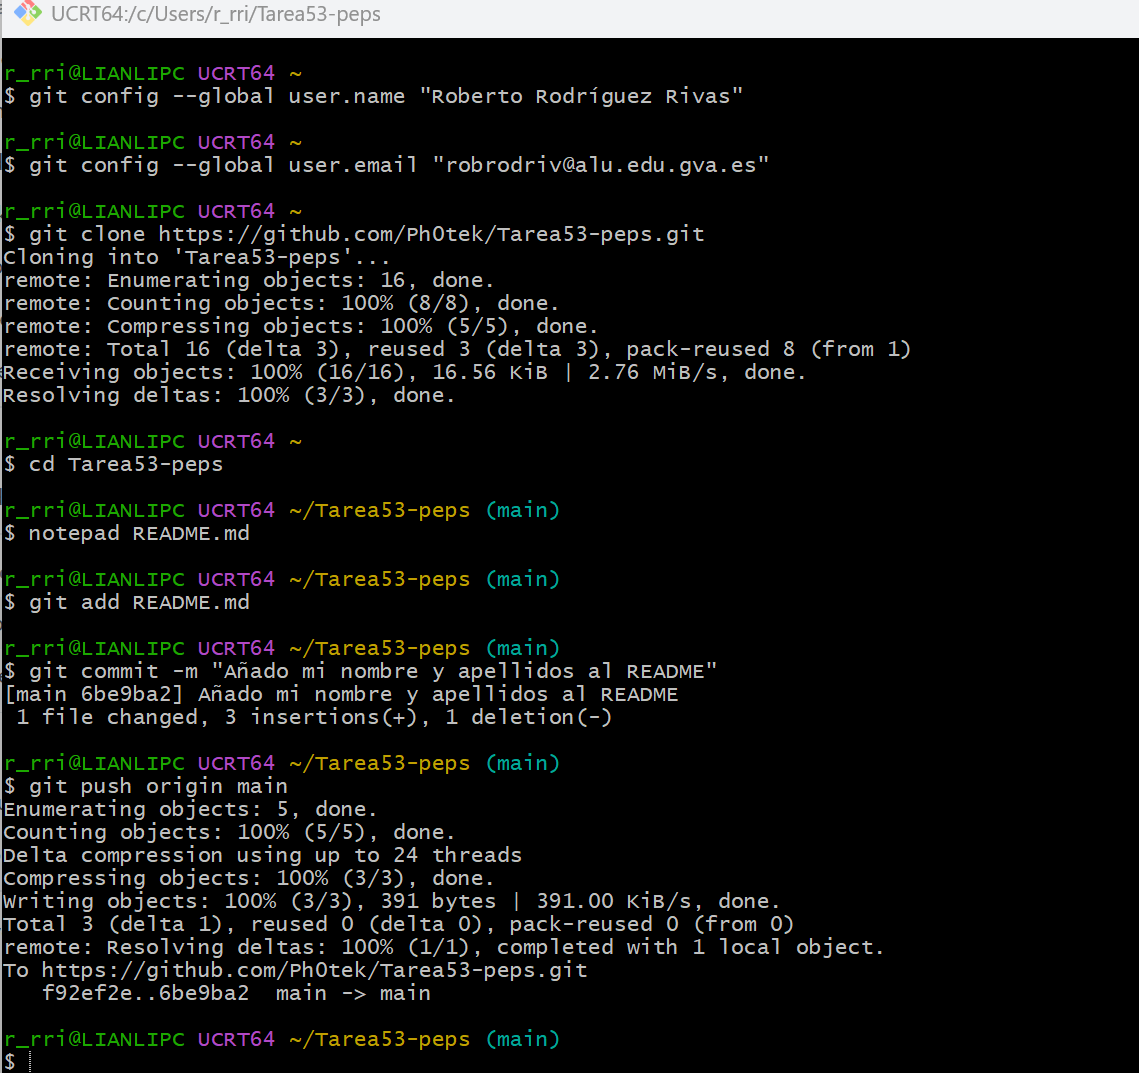 UCRT64:/c/Users/r_rri/Tarea53-peps
r_rri@LIANLIPC UCRT64 ~
$ git config --global user.name "Roberto Rodríguez Rivas"
r_rri@LIANLIPC UCRT64 ~
$ git config --global user.email "robrodriv@alu.edu.gva.es"
r_rri@LIANLIPC UCRT64 ~
$ git clone https://github.com/Ph0tek/Tarea53-peps.git
Cloning into 'Tarea53-peps'...
remote: Enumerating objects: 16, done.
remote: Counting objects: 100% (8/8), done.
remote: Compressing objects: 100% (5/5), done.
remote: Total 16 (delta 3), reused 3 (delta 3), pack-reused 8 (from 1)
Receiving objects: 100% (16/16), 16.56 KiB | 2.76 MiB/s, done.
Resolving deltas: 100% (3/3), done.
r_rri@LIANLIPC UCRT64 ~
$ cd Tarea53-peps
r_rri@LIANLIPC UCRT64 ~/Tarea53-peps (main)
$ notepad README.md
r_rri@LIANLIPC UCRT64 ~/Tarea53-peps (main)
$ git add README.md
r_rri@LIANLIPC UCRT64 ~/Tarea53-peps (main)
$ git commit -m "Añado mi nombre y apellidos al README"
[main 6be9ba2] Añado mi nombre y apellidos al README
1 file changed, 3 insertions(+), 1 deletion(-)
r_rri@LIANLIPC UCRT64 ~/Tarea53-peps (main)
$ git push origin main
Enumerating objects: 5, done.
Counting objects: 100% (5/5), done.
Delta compression using up to 24 threads
Compressing objects: 100% (3/3), done.
Writing objects: 100% (3/3), 391 bytes | 391.00 KiB/s, done.
Total 3 (delta 1), reused 0 (delta 0), pack-reused 0 (from 0)
remote: Resolving deltas: 100% (1/1), completed with 1 local object.
To https://github.com/Ph0tek/Tarea53-peps.git
f92ef2e..6be9ba2  main -> main
r_rri@LIANLIPC UCRT64 ~/Tarea53-peps (main)
$